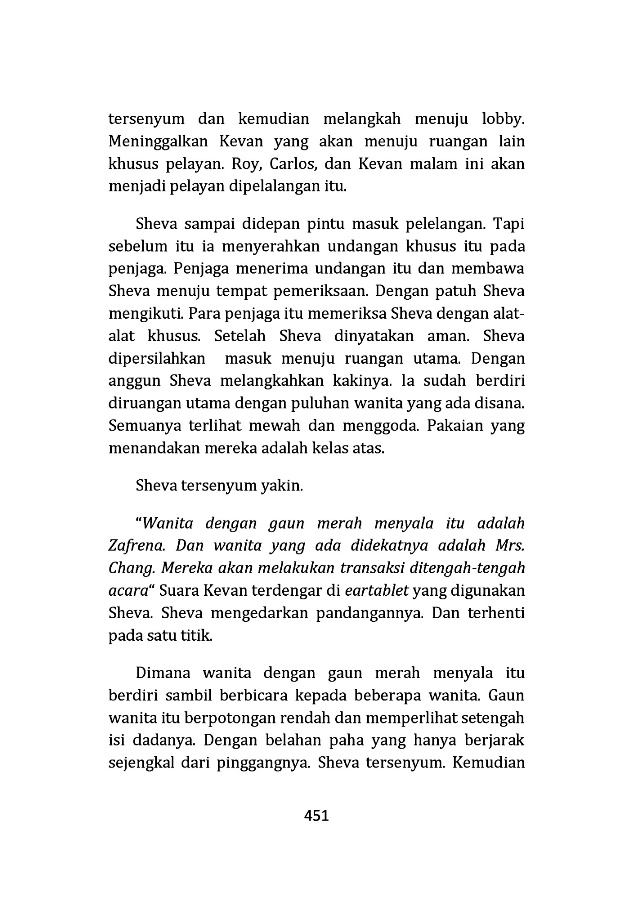 tersenyum dan kemudian melangkah menuju lobby.
Meninggalkan Kevan yang akan menuju ruangan lain
khusus pelayan. Roy, Carlos, dan Kevan malam ini akan
menjadi pelayan dipelalangan itu.
Sheva sampai didepan pintu masuk pelelangan. Tapi
sebelum itu ia menyerahkan undangan khusus itu pada
penjaga. Penjaga menerima undangan itu dan membawa
Sheva menuju tempat pemeriksaan. Dengan patuh Sheva
mengikuti. Para penjaga itu memeriksa Sheva dengan alat-
alat khusus. Setelah Sheva dinyatakan aman. Sheva
dipersilahkan masuk menuju ruangan utama. Dengan
anggun Sheva melangkahkan kakinya. Ia sudah berdiri
diruangan utama dengan puluhan wanita yang ada disana.
Semuanya terlihat mewah dan menggoda. Pakaian yang
menandakan mereka adalah kelas atas.
Sheva tersenyum yakin.
“Wanita dengan gaun merah menyala itu adalah
Zafrena. Dan wanita yang ada didekatnya adalah Mrs.
Chang. Mereka akan melakukan transaksi ditengah-tengah
acara“ Suara Kevan terdengar di eartablet yang digunakan
Sheva. Sheva mengedarkan pandangannya. Dan terhenti
pada satu titik.
Dimana wanita dengan gaun merah menyala itu
berdiri sambil berbicara kepada beberapa wanita. Gaun
wanita itu berpotongan rendah dan memperlihat setengah
isi dadanya. Dengan belahan paha yang hanya berjarak
sejengkal dari pinggangnya. Sheva tersenyum. Kemudian
451